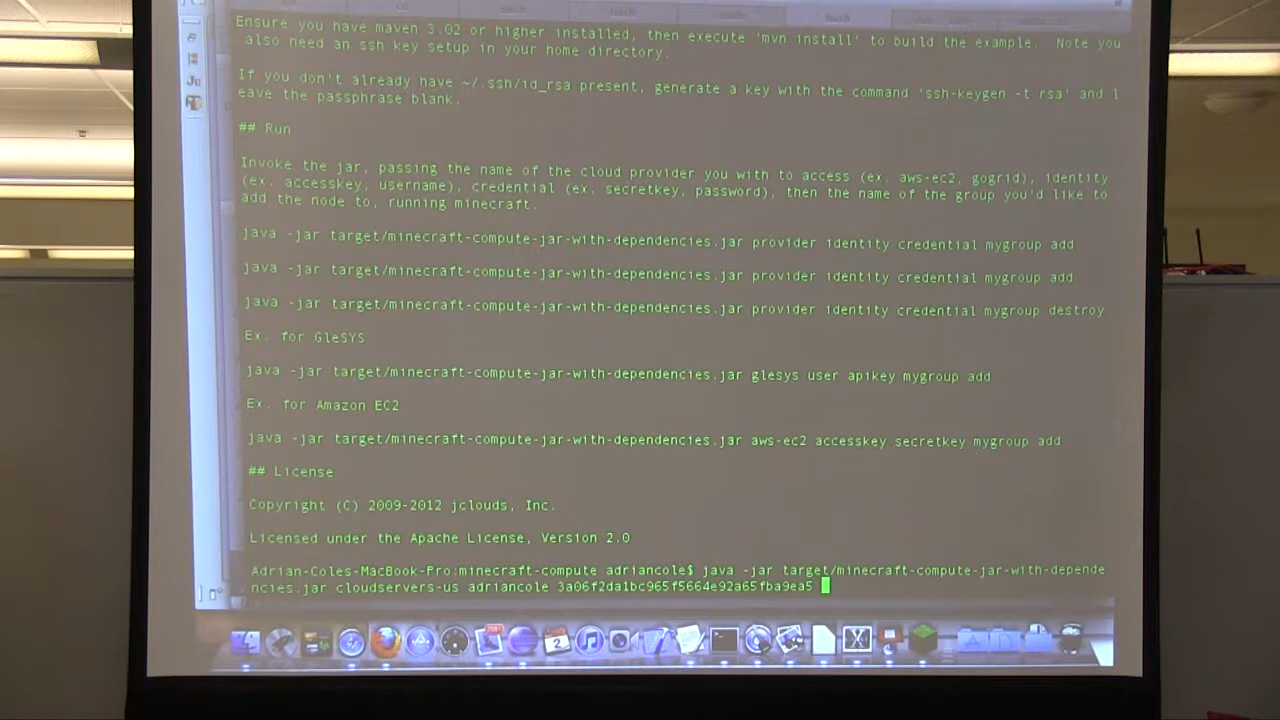 Ensure you have maven 3.02 or higher installed, then execute 'mvn install' to build the example.  Note you
also need an ssh key setup in your home directory.
If you don't already have ~/.ssh/id_rsa present, generate a key with the command 'ssh-keygen -t rsa' and l
eave the passphrase blank.
## Run
Invoke the jar, passing the name of the cloud provider you with to access (ex. aws-ec2, gogrid), identity
(ex. accesskey, username), credential (ex. secretkey, password), then the name of the group you'd like to
add the node to, running minecraft.
java -jar target/minecraft-compute-jar-with-dependencies.jar provider identity credential mygroup add
java -jar target/minecraft-compute-jar-with-dependencies.jar provider identity credential mygroup add
java -jar target/minecraft-compute-jar-with-dependencies.jar provider identity credential mygroup destroy
Ex. for GleSYS
java -jar target/minecraft-compute-jar-with-dependencies.jar glesys user apikey mygroup add
Ex. for Amazon EC2
java -jar target/minecraft-compute-jar-with-dependencies.jar aws-ec2 accesskey secretkey mygroup add
## License
Copyright (C) 2009-2012 jclouds, Inc.
Licensed under the Apache License, Version 2.0
Adrian-Coles-MacBook-Pro:minecraft-compute adriancole$ java -jar target/minecraft-compute-jar-with-depende
ncies.jar cloudservers-us adriancole 3a06f2da1bc965f5664e92a65fba9ea5